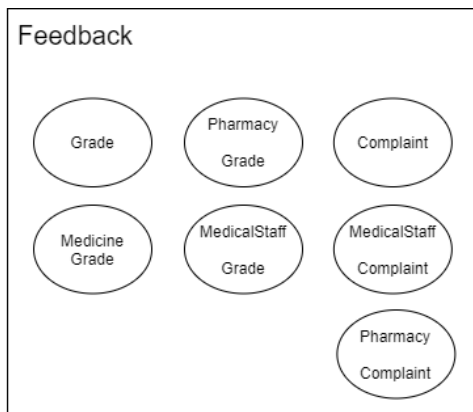 Feedback
Grade
Pharmacy
Grade
Complaint
Medicine
Grade
MedicalStaff
Grade
MedicalStaff
Complaint
Pharmacy
Complaint